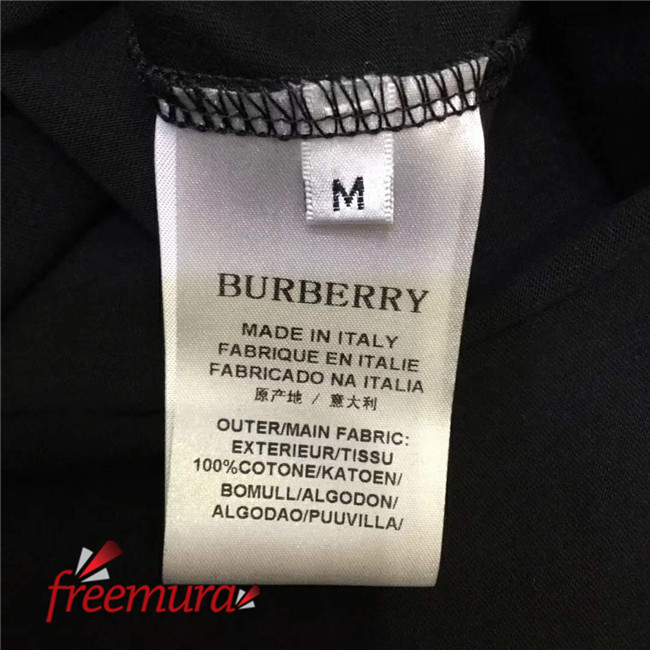 M
BURBERRY
MADE IN ITALY
FABRIQUE EN ITALIE
FABRICADO NA ITALIA
原产地 / 意大利
OUTER/MAIN FABRIC:
EXTERIEUR/TISSU
100%COTONE/KATOEN/
BOMULL/ALGODON/
ALGODAO/PUUVILLA/
freemura